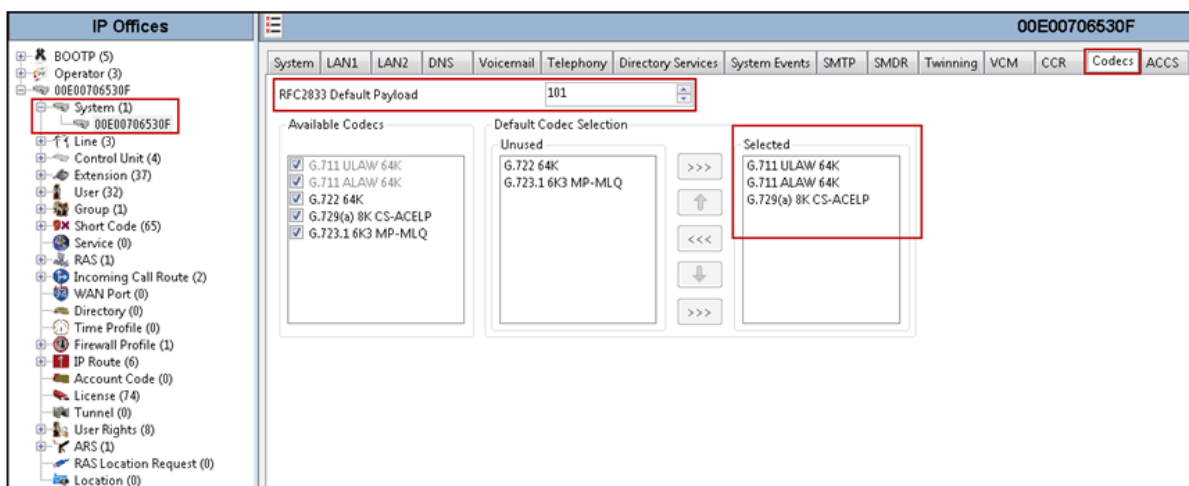 IP Offices
BOOTP (5)
Operator (3)
00E00706530F
System (1)
00E00706530F
Line (3)
Control Unit (4)
Extension (37)
User (32)
Group (1)
Short Code (65)
Service (0)
RAS (1)
Incoming Call Route (2)
WAN Port (0)
Directory (0)
Time Profile (0)
Firewall Profile (1)
IP Route (6)
Account Code (0)
License (74)
Tunnel (0)
User Rights (8)
ARS (1)
RAS Location Request (0)
Location (0)
00E00706530F
System LAN1 LAN2 DNS Voicemail Telephony Directory Services System Events SMTP SMDR Twinning VCM CCR Codecs ACCS
RFC2833 Default Payload 101
Available Codecs
G.711 ULAW 64K
G.711 ALAW 64K
G.722 64K
G.729(a) 8K CS-ACELP
G.723.1 6K3 MP-MLQ
Default Codec Selection
Unused
G.722 64K
G.723.1 6K3 MP-MLQ
>>>
<<<
>>>
Selected
G.711 ULAW 64K
G.711 ALAW 64K
G.729(a) 8K CS-ACELP